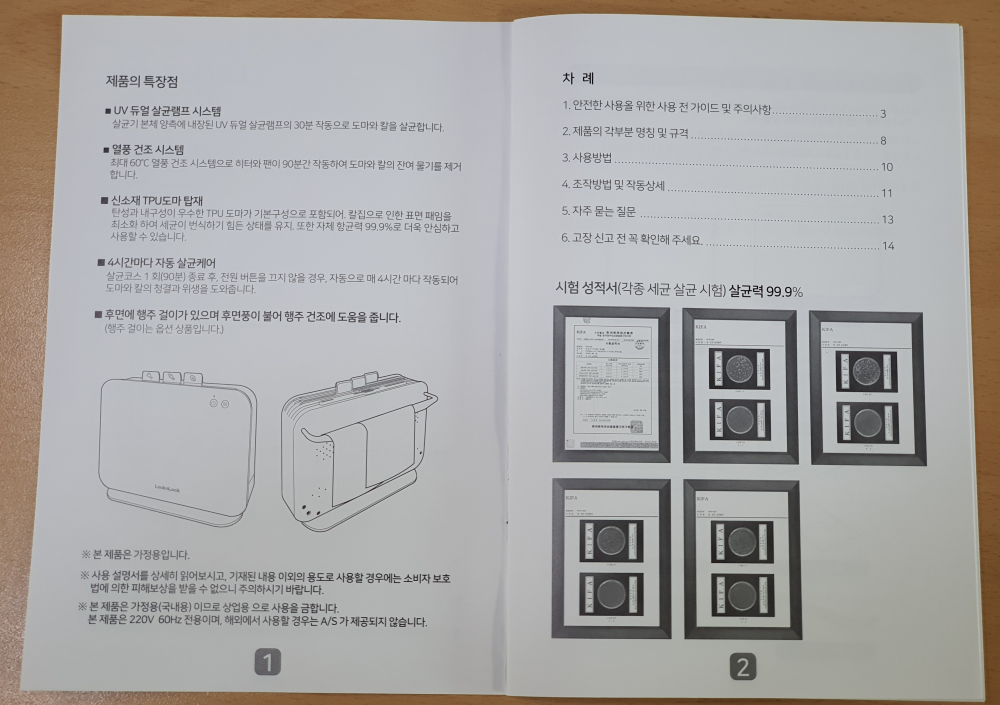 제품의 특장점
■ UV 듀얼 살균램프 시스템
살균기 본체 양측에 내장된 UV 듀얼 살균램프의 30분 작동으로 도마와 칼을 살균합니다.
■ 열풍 건조 시스템
최대 60℃ 열풍 건조 시스템으로 히터와 팬이 90분간 작동하여 도마와 칼의 잔여 물기를 제거
합니다.
■ 신소재 TPU도마 탑재
탄성과 내구성이 우수한 TPU 도마가 기본구성으로 포함되어. 칼집으로 인한 표면 패임을
최소화 하여 세균이 번식하기 힘든 상태를 유지. 또한 자체 항균력 99.9%로 더욱 안심하고
사용할 수 있습니다.
■ 4시간마다 자동 살균케어
살균코스 1 회(90분) 종료 후, 전원 버튼을 끄지 않을 경우, 자동으로 매 4시간 마다 작동되어
도마와 칼의 청결과 위생을 도와줍니다.
■ 후면에 행주 걸이가 있으며 후면풍이 불어 행주 건조에 도움을 줍니다.
(행주 걸이는 옵션 상품입니다.)
※ 본 제품은 가정용입니다.
※ 사용 설명서를 상세히 읽어보시고, 기재된 내용 이외의 용도로 사용할 경우에는 소비자 보호
법에 의한 피해보상을 받을 수 없으니 주의하시기 바랍니다.
※ 본 제품은 가정용(국내용) 이므로 상업용 으로 사용을 금합니다.
본 제품은 220V 60Hz 전용이며, 해외에서 사용할 경우는 A/S 가 제공되지 않습니다.
1
차 례
1. 안전한 사용을 위한 사용 전 가이드 및 주의사항 3
2. 제품의 각부분 명칭 및 규격 8
3. 사용방법 10
4. 조작방법 및 작동상세 11
5. 자주 묻는 질문 13
6. 고장 신고 전 꼭 확인해 주세요. 14
시험 성적서(각종 세균 살균 시험) 살균력 99.9%
KIFA
KIFA
KIFA
KIFA
KIFA
KIFA
KIFA
KIFA
KIFA
KIFA
KIFA
KIFA
KIFA
2